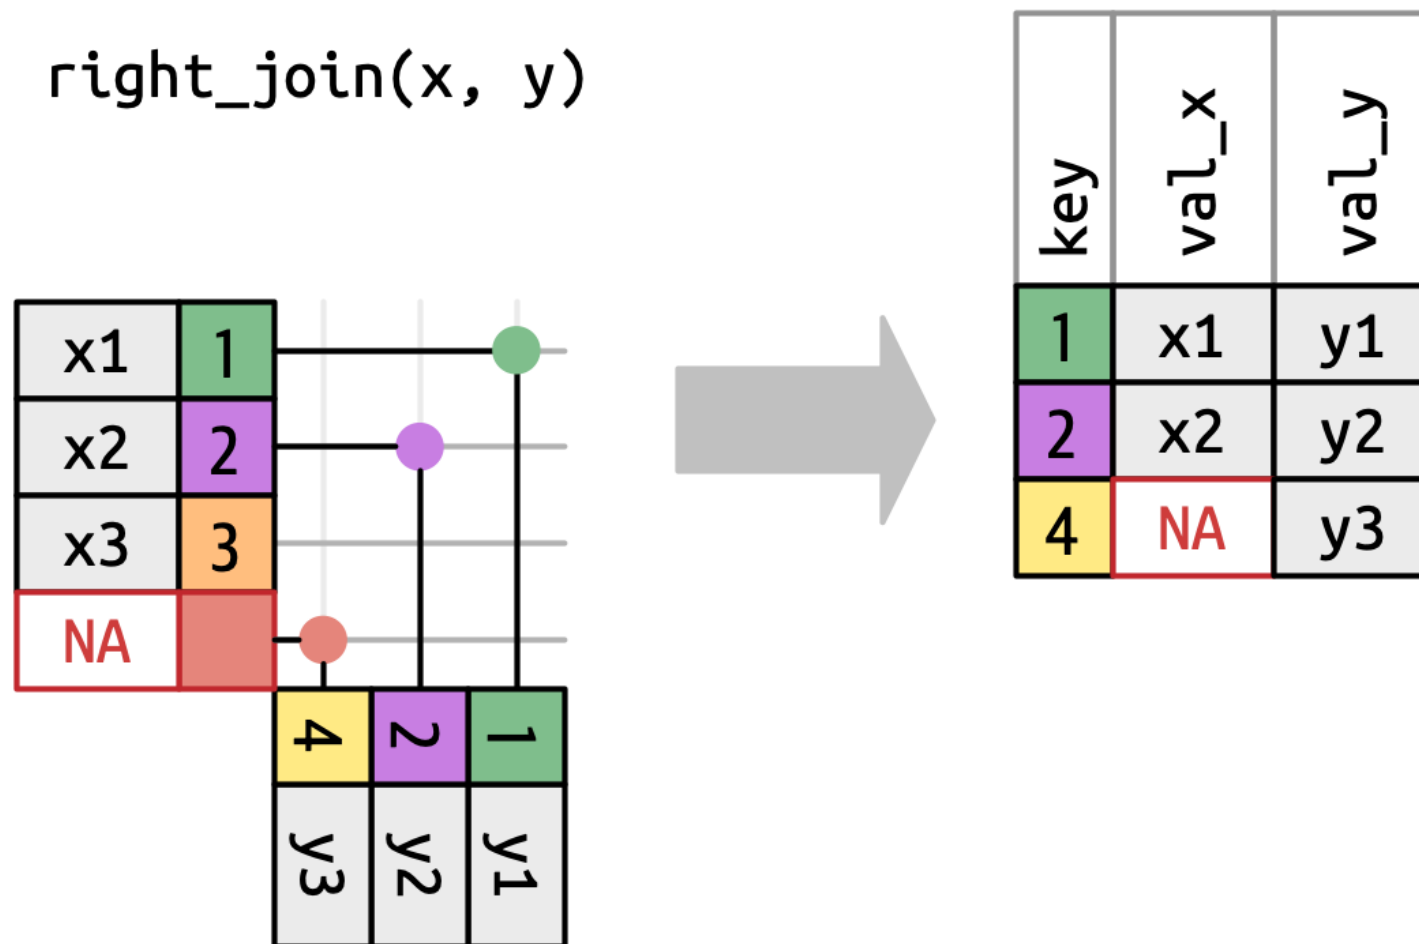 right_join(x, y)
key val_x val_y
x1 1
x2 2
x3 3
NA
4 2 1
y3 y2 y1
1 x1 y1
2 x2 y2
4 NA y3